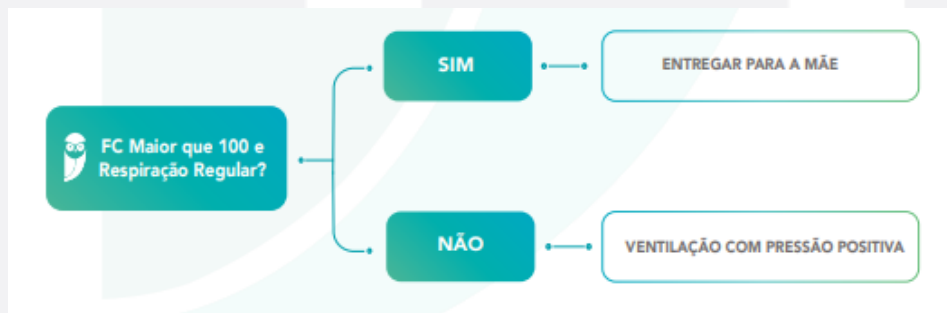 FC Maior que 100 e
Respiração Regular?
SIM
ENTREGAR PARA A MÃE
NÃO
VENTILAÇÃO COM PRESSÃO POSITIVA